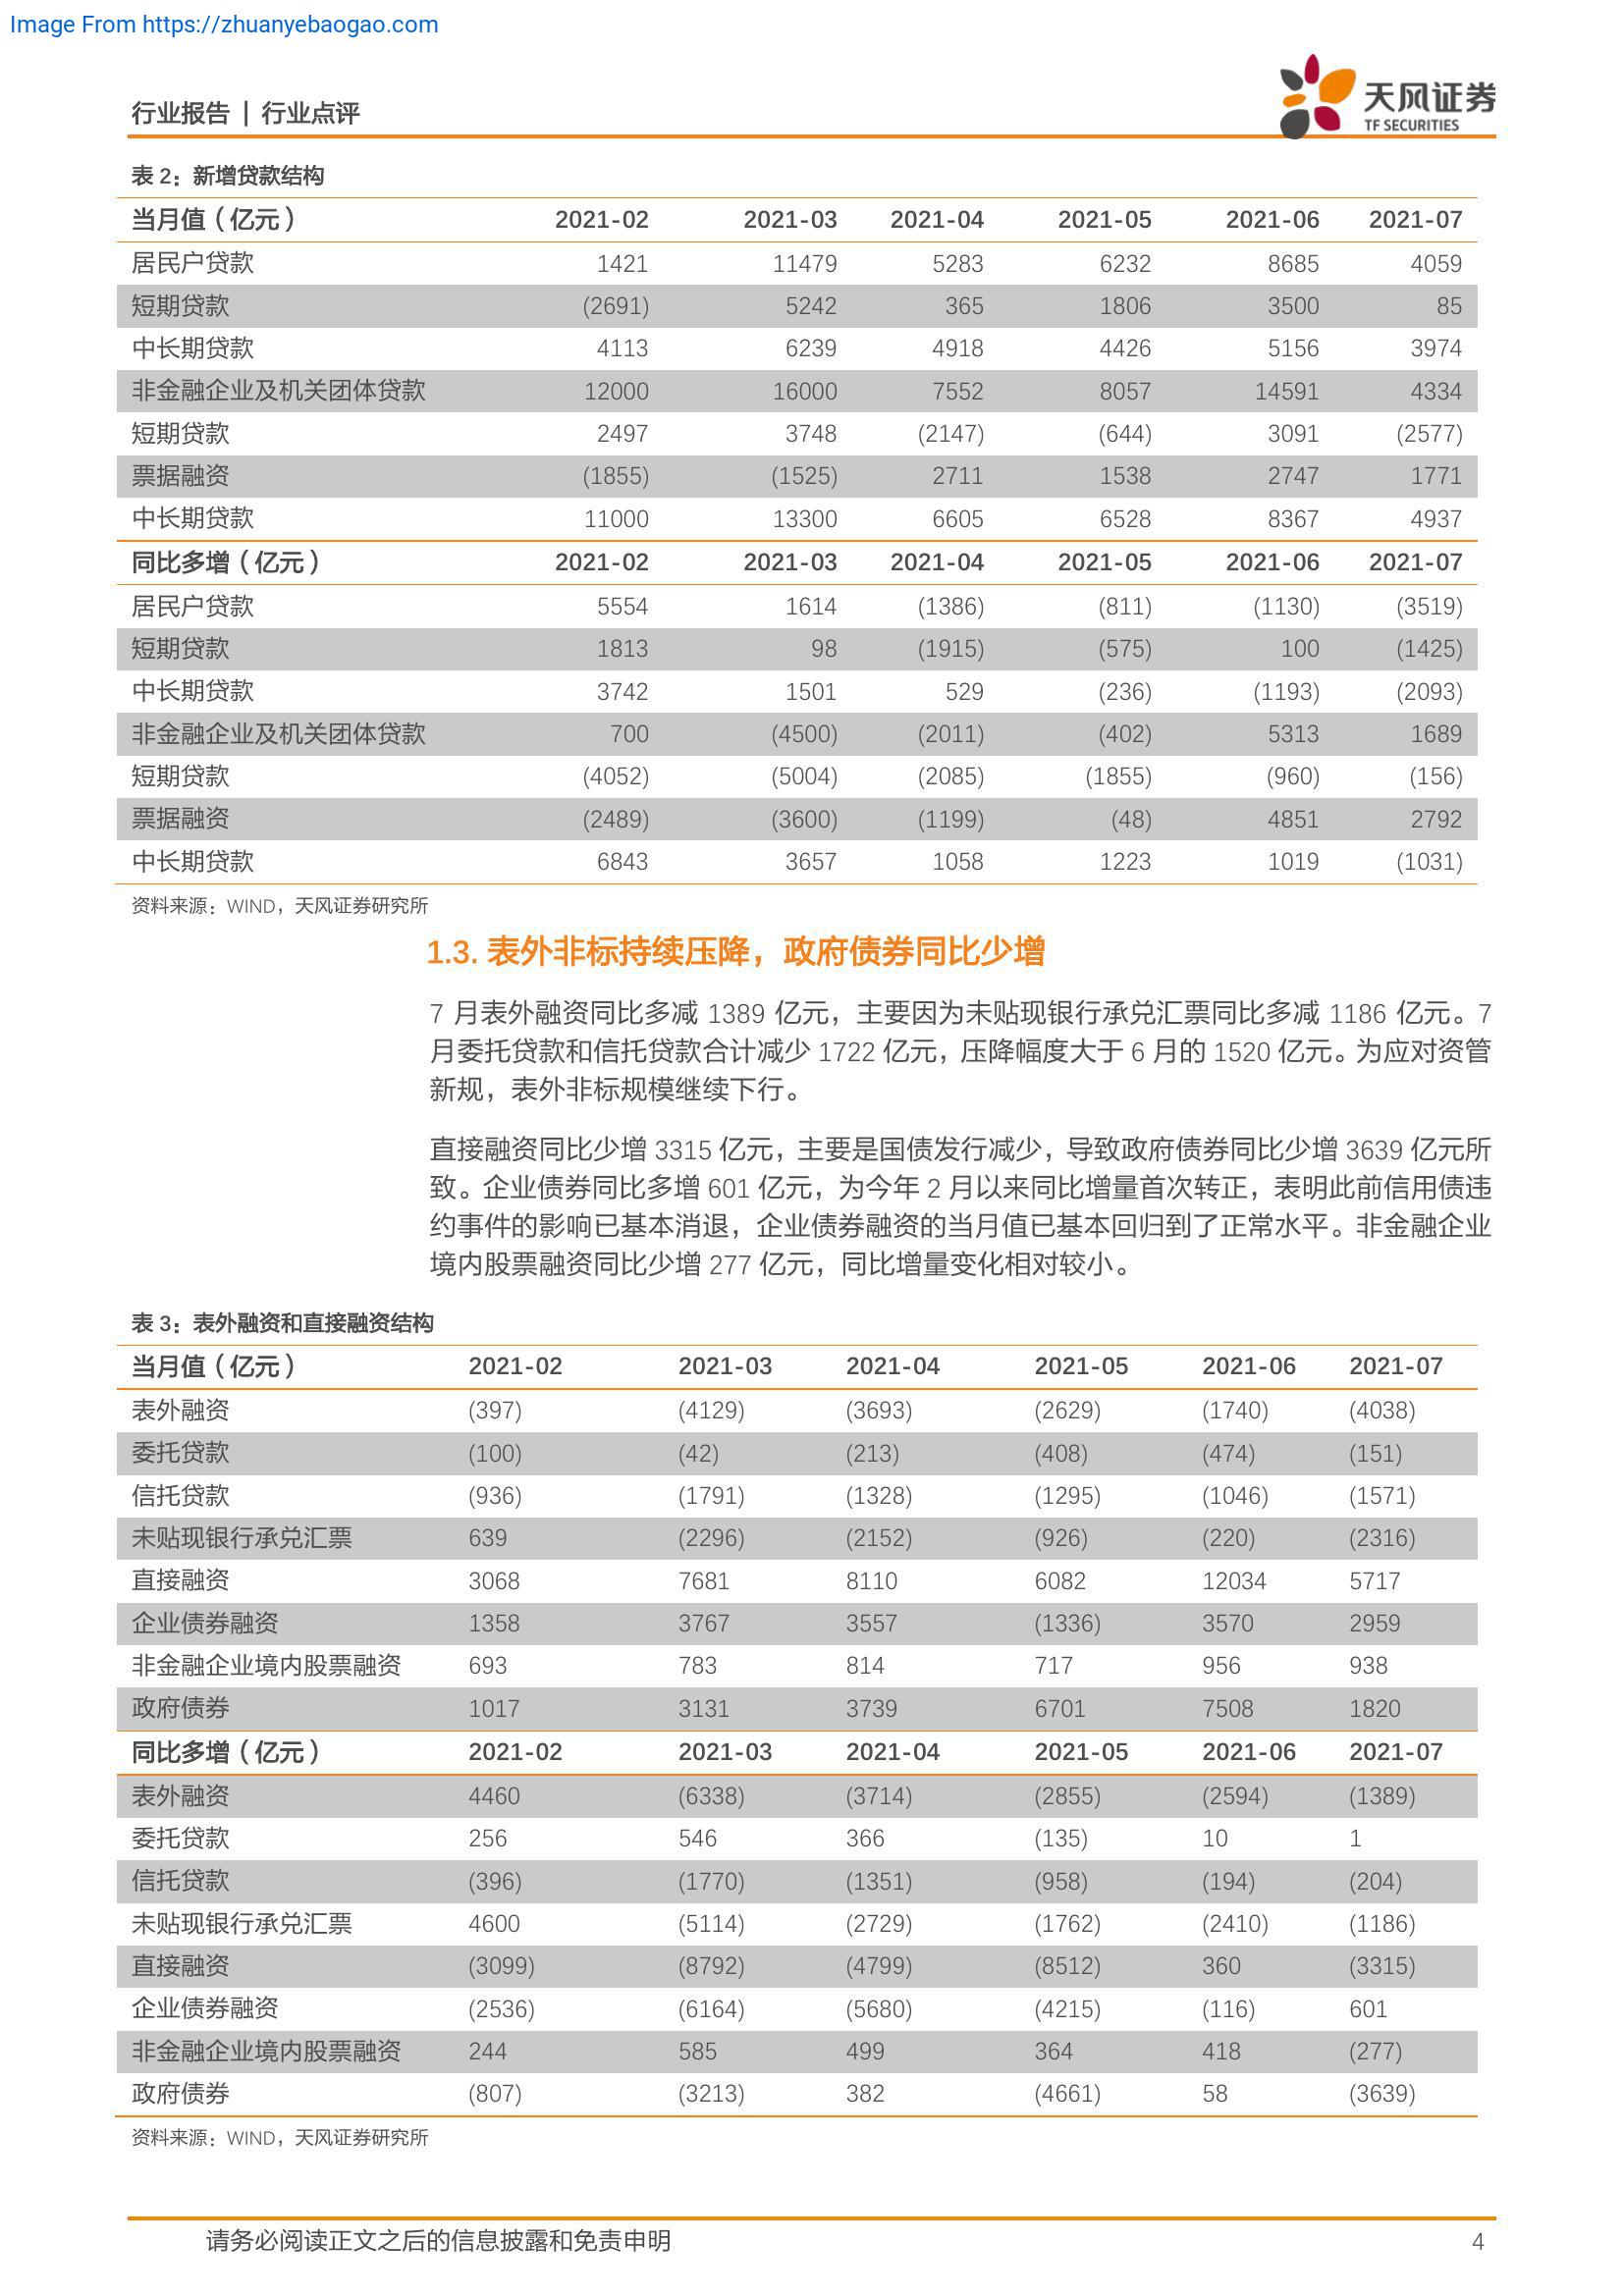 Image From https://zhuanyebaogao.com
行业报告 | 行业点评
天风证券
TF SECURITIES
表 2：新增贷款结构
当月值（亿元） 2021-02 2021-03 2021-04 2021-05 2021-06 2021-07
居民户贷款 1421 11479 5283 6232 8685 4059
短期贷款 (2691) 5242 365 1806 3500 85
中长期贷款 4113 6239 4918 4426 5156 3974
非金融企业及机关团体贷款 12000 16000 7552 8057 14591 4334
短期贷款 2497 3748 (2147) (644) 3091 (2577)
票据融资 (1855) (1525) 2711 1538 2747 1771
中长期贷款 11000 13300 6605 6528 8367 4937
同比多增（亿元） 2021-02 2021-03 2021-04 2021-05 2021-06 2021-07
居民户贷款 5554 1614 (1386) (811) (1130) (3519)
短期贷款 1813 98 (1915) (575) 100 (1425)
中长期贷款 3742 1501 529 (236) (1193) (2093)
非金融企业及机关团体贷款 700 (4500) (2011) (402) 5313 1689
短期贷款 (4052) (5004) (2085) (1855) (960) (156)
票据融资 (2489) (3600) (1199) (48) 4851 2792
中长期贷款 6843 3657 1058 1223 1019 (1031)
资料来源：WIND，天风证券研究所
1.3. 表外非标持续压降，政府债券同比少增
7 月表外融资同比多减 1389 亿元，主要因为未贴现银行承兑汇票同比多减 1186 亿元。7
月委托贷款和信托贷款合计减少 1722 亿元，压降幅度大于 6 月的 1520 亿元。为应对资管
新规，表外非标规模继续下行。
直接融资同比少增 3315 亿元，主要是国债发行减少，导致政府债券同比少增 3639 亿元所
致。企业债券同比多增 601 亿元，为今年 2 月以来同比增量首次转正，表明此前信用债违
约事件的影响已基本消退，企业债券融资的当月值已基本回归到了正常水平。非金融企业
境内股票融资同比少增 277 亿元，同比增量变化相对较小。
表 3：表外融资和直接融资结构
当月值（亿元） 2021-02 2021-03 2021-04 2021-05 2021-06 2021-07
表外融资 (397) (4129) (3693) (2629) (1740) (4038)
委托贷款 (100) (42) (213) (408) (474) (151)
信托贷款 (936) (1791) (1328) (1295) (1046) (1571)
未贴现银行承兑汇票 639 (2296) (2152) (926) (220) (2316)
直接融资 3068 7681 8110 6082 12034 5717
企业债券融资 1358 3767 3557 (1336) 3570 2959
非金融企业境内股票融资 693 783 814 717 956 938
政府债券 1017 3131 3739 6701 7508 1820
同比多增（亿元） 2021-02 2021-03 2021-04 2021-05 2021-06 2021-07
表外融资 4460 (6338) (3714) (2855) (2594) (1389)
委托贷款 256 546 366 (135) 10 1
信托贷款 (396) (1770) (1351) (958) (194) (204)
未贴现银行承兑汇票 4600 (5114) (2729) (1762) (2410) (1186)
直接融资 (3099) (8792) (4799) (8512) 360 (3315)
企业债券融资 (2536) (6164) (5680) (4215) (116) 601
非金融企业境内股票融资 244 585 499 364 418 (277)
政府债券 (807) (3213) 382 (4661) 58 (3639)
资料来源：WIND，天风证券研究所
请务必阅读正文之后的信息披露和免责申明 4